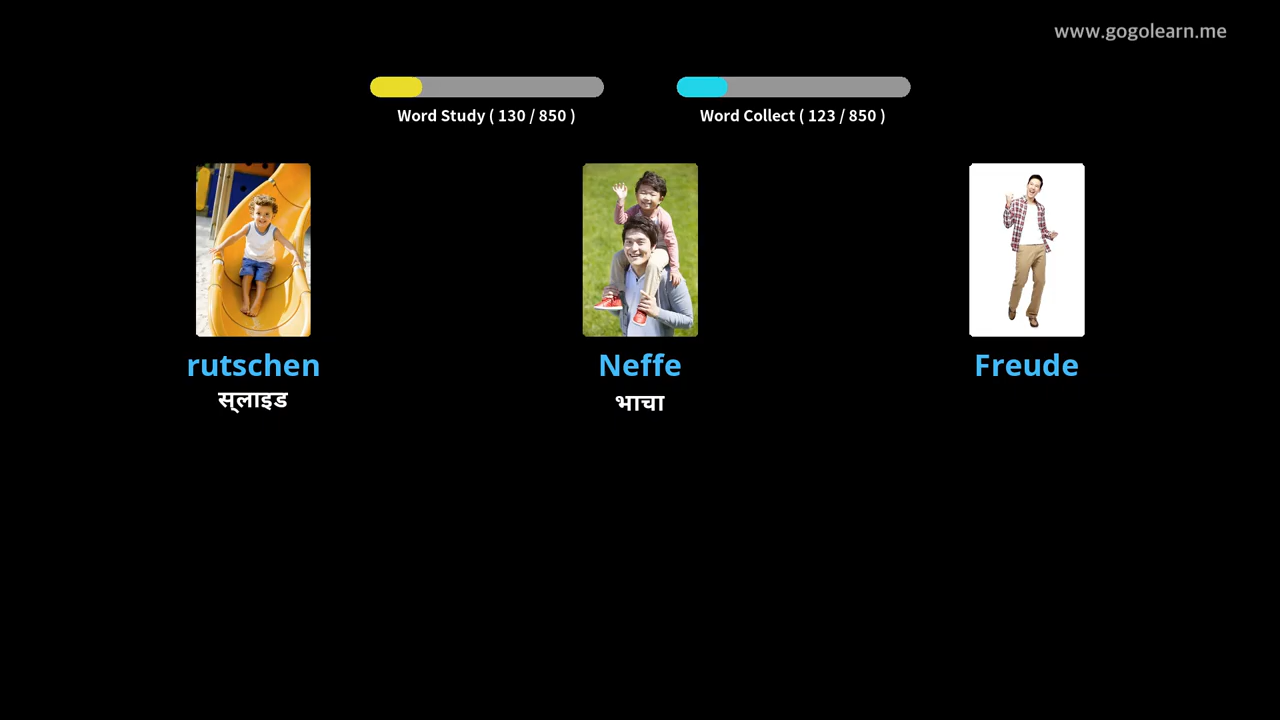 www.gogolearn.me
Word Study ( 130 / 850 )
Word Collect ( 123 / 850 )
rutschen
स्लाइड
Neffe
भाचा
Freude